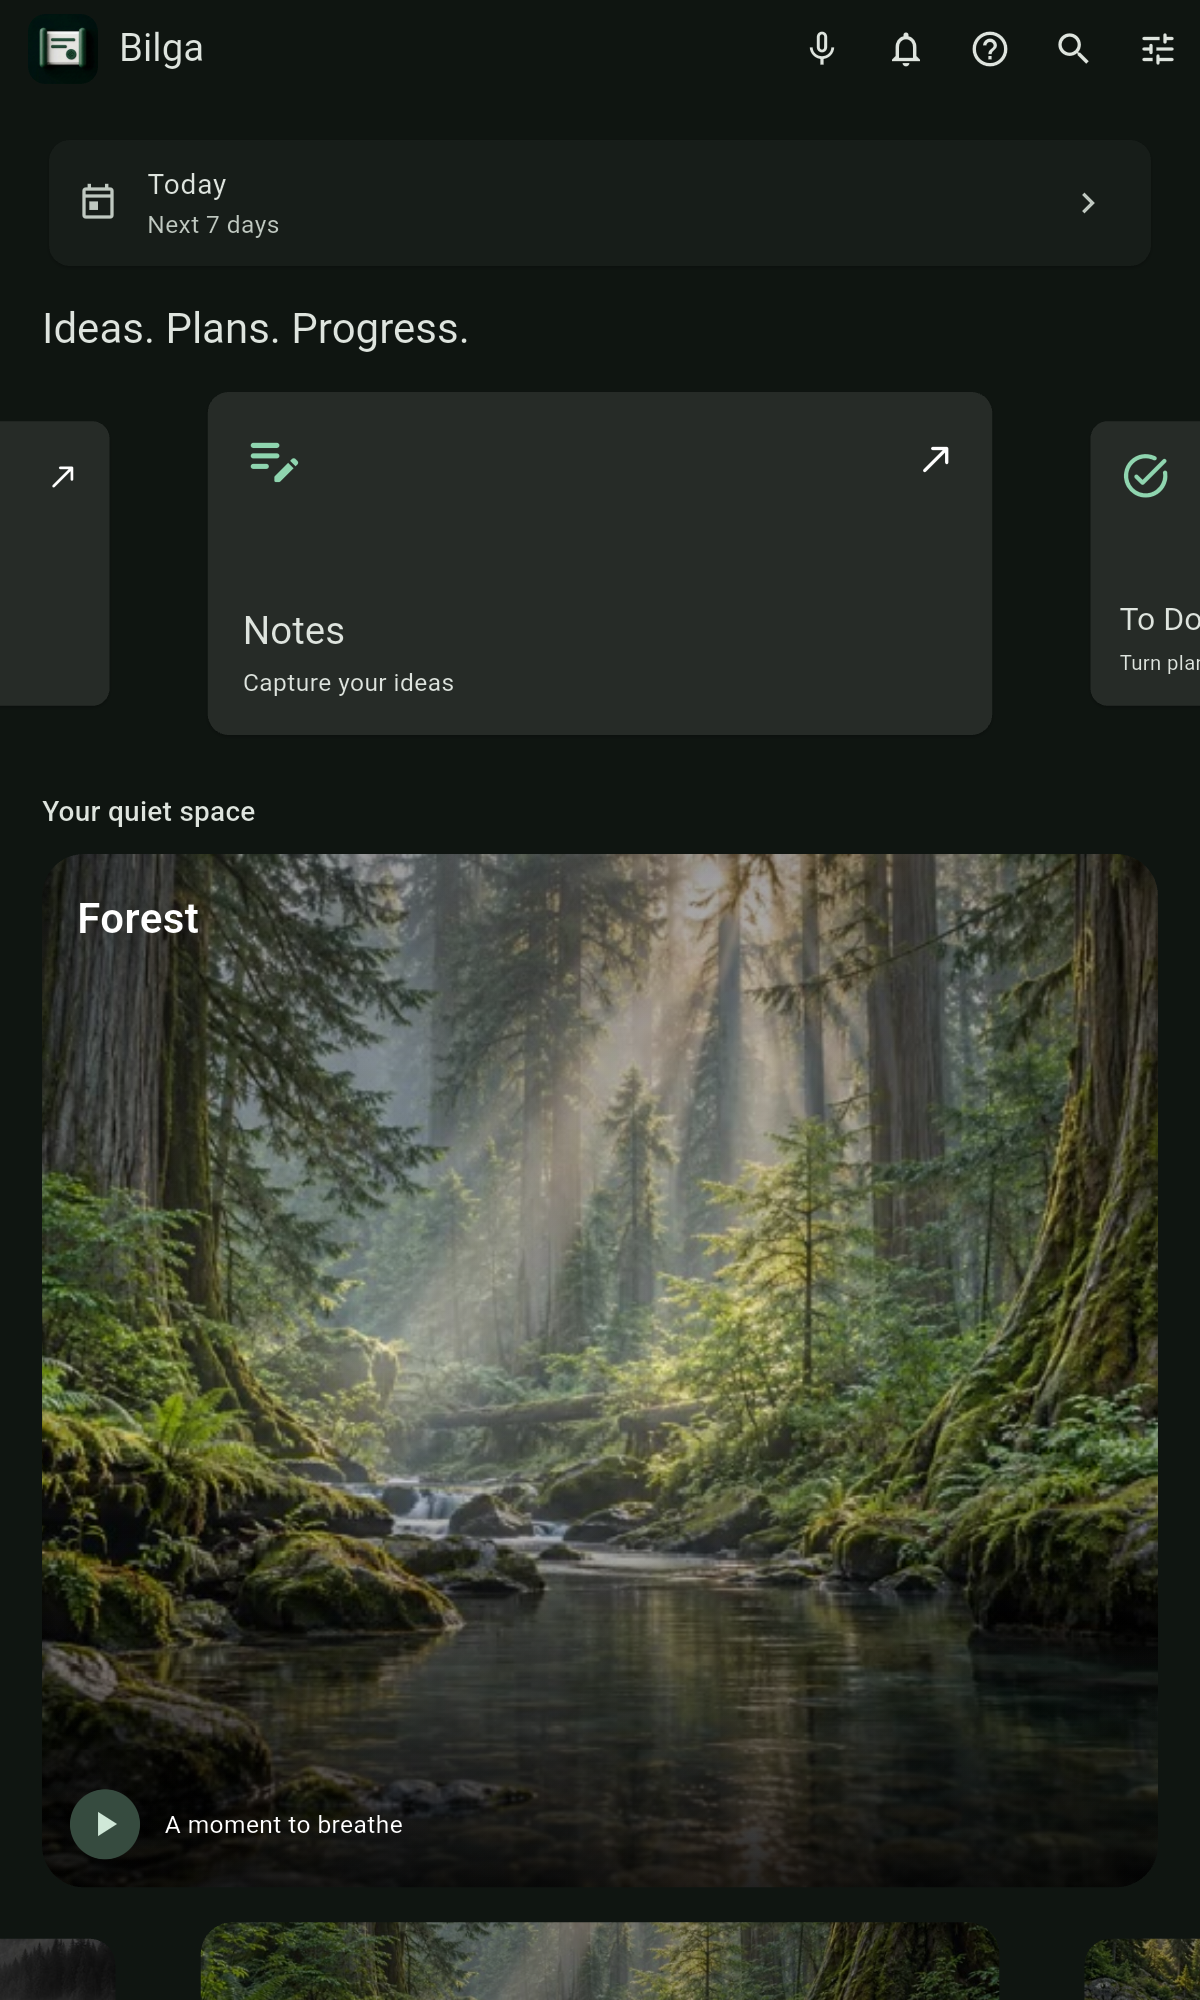 Bilga
Today
Next 7 days
Ideas. Plans. Progress.
Notes
Capture your ideas
To Do
Turn
Your quiet space
Forest
A moment to breathe